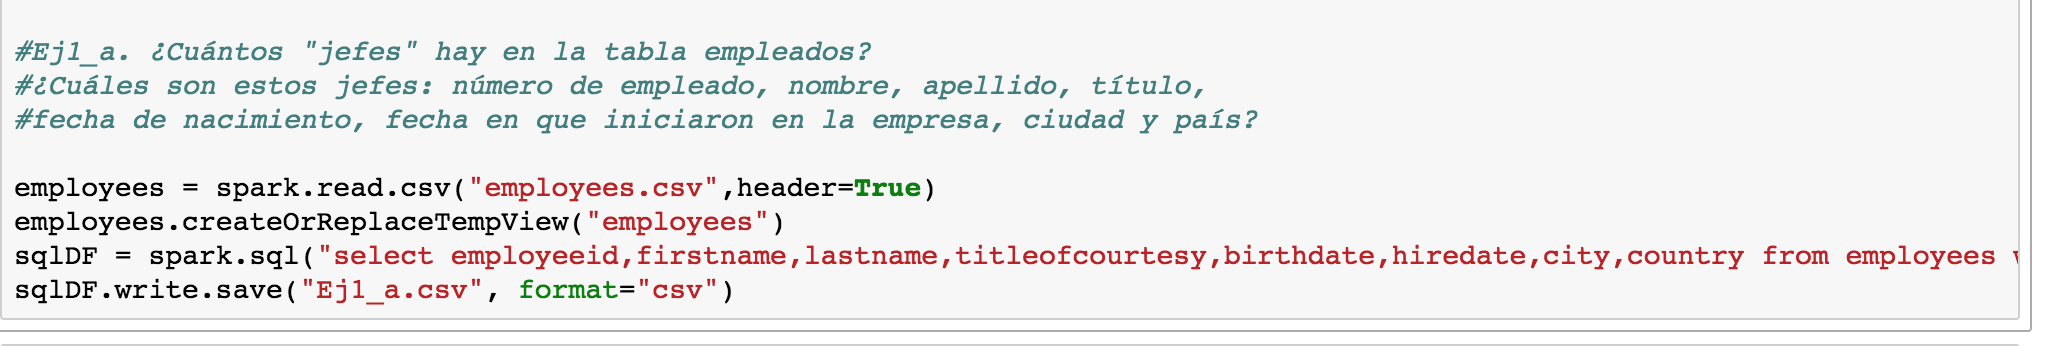 #Ej1_a. ¿Cuántos "jefes" hay en la tabla empleados?
#¿Cuáles son estos jefes: número de empleado, nombre, apellido, título,
#fecha de nacimiento, fecha en que iniciaron en la empresa, ciudad y país?
employees = spark.read.csv("employees.csv",header=True)
employees.createOrReplaceTempView("employees")
sqlDF = spark.sql("select employeeid,firstname,lastname,titleofcourtesy,birthdate,hiredate,city,country from employees
sqlDF.write.save("Ej1_a.csv", format="csv")